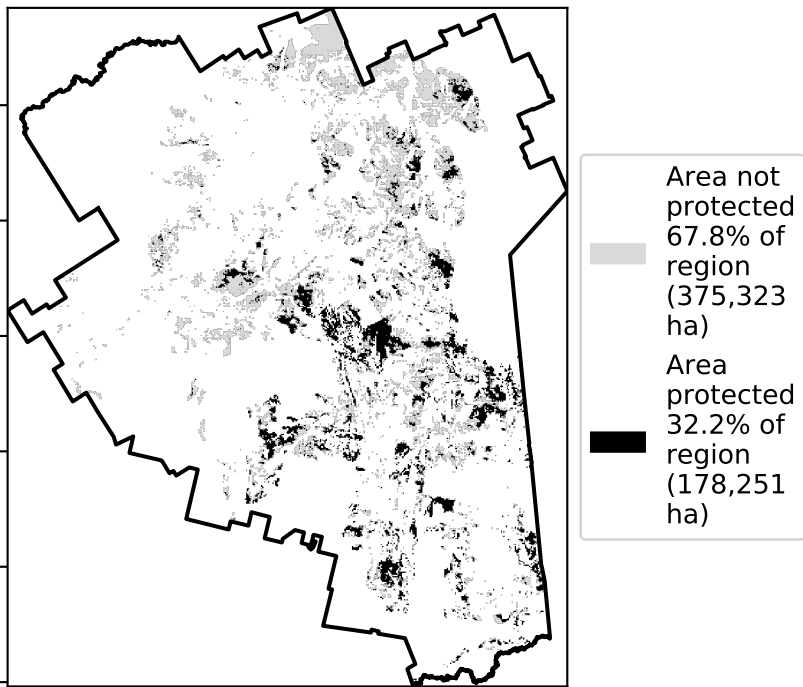 Area not
protected
67.8% of
region
(375,323
ha)
Area
protected
32.2% of
region
(178,251
ha)